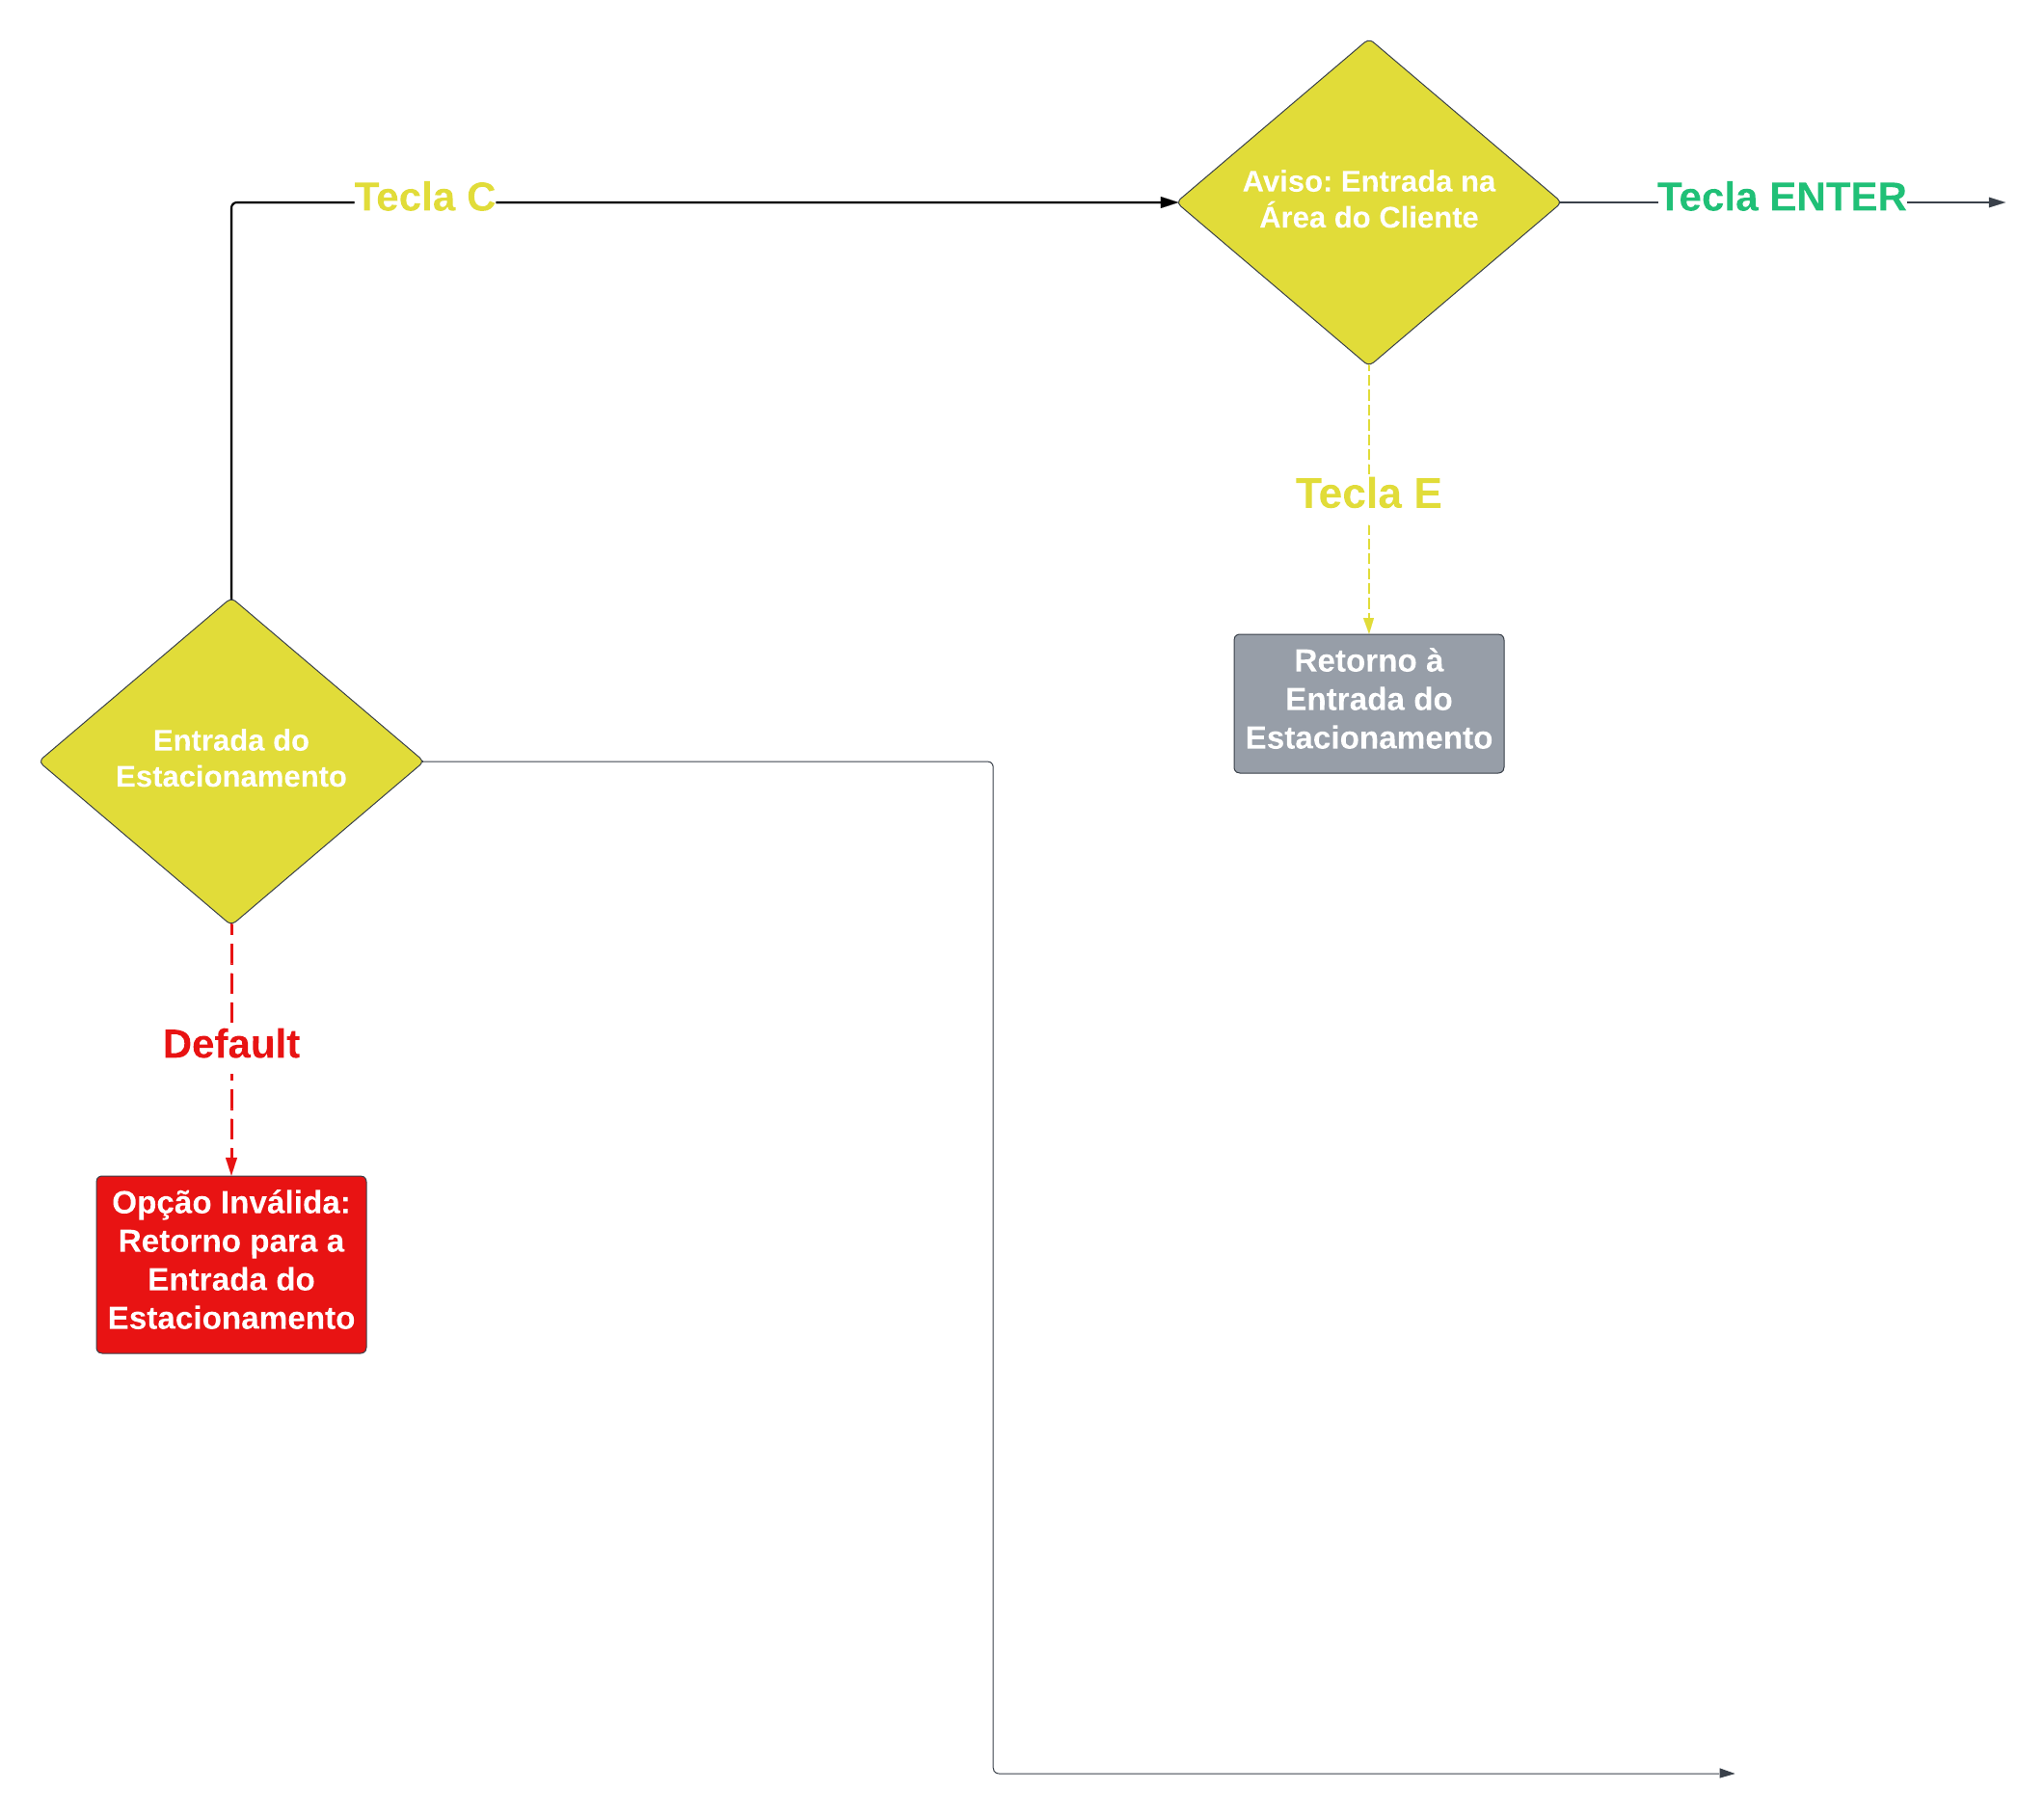 Tecla C
Aviso: Entrada na
Área do Cliente
Tecla ENTER
Tecla E
Retorno à
Entrada do
Estacionamento
Entrada do
Estacionamento
Default
Opção Inválida:
Retorno para a
Entrada do
Estacionamento